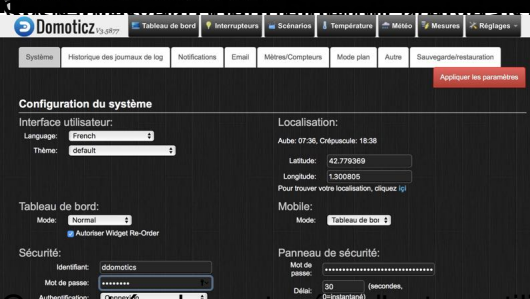 Domoticz V3.5877
Tableau de bord Interrupteurs Scénarios Température Météo Mesures Réglages
Système Historique des journaux de log Notifications Email Mètres/Compteurs Mode plan Autre Sauvegarde/restauration
Appliquer les paramètres
Configuration du système
Interface utilisateur:
Language: French
Thème: default
Localisation:
Aube: 07:36, Crépuscule: 18:38
Latitude: 42.779369
Longitude: 1.300805
Pour trouver votre localisation, cliquez içi
Tableau de bord:
Mode: Normal
Autoriser Widget Re-Order
Mobile:
Mode: Tableau de bor
Sécurité:
Identifiant: ddomotics
Mot de passe: ••••••••
Authentification:
Panneau de sécurité:
Mot de passe:
Délai: 30 (secondes, 0=instantané)